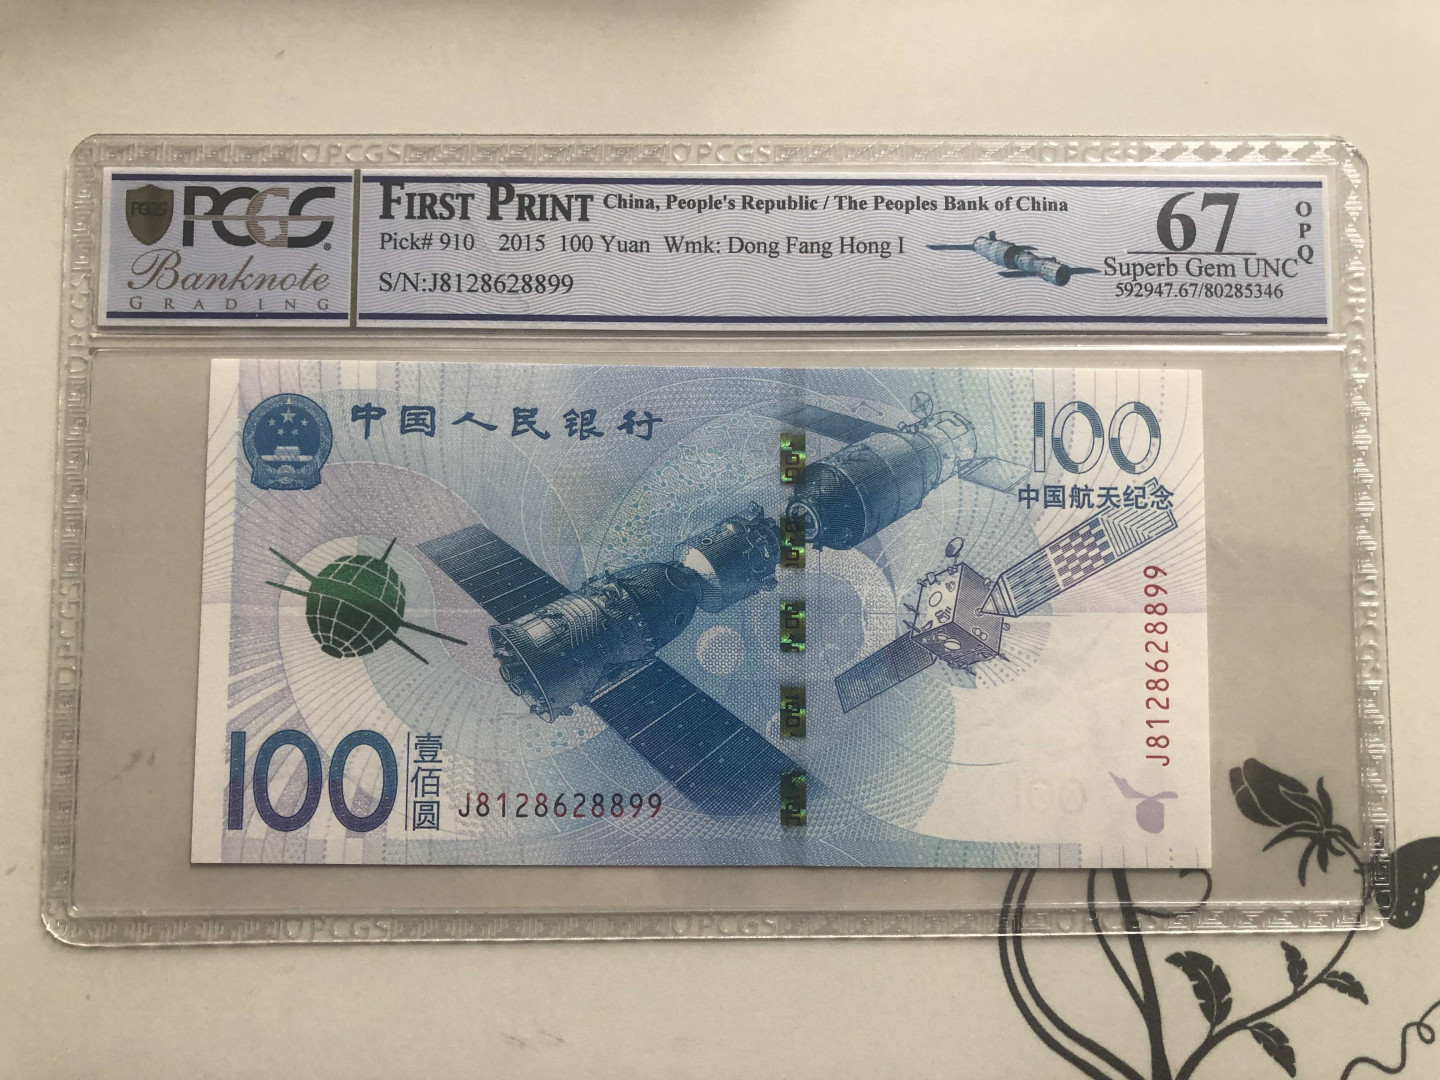 PCGS
PCGS
Banknote
GRADING
FIRST PRINT China, People's Republic / The Peoples Bank of China
Pick# 910 2015 100 Yuan Wmk: Dong Fang Hong I
S/N:J8128628899
67
OPQ
Superb Gem UNC
592947.67/80285346
中国人民银行
100
中国航天纪念
J8128628899
100
壹佰圆
J8128628899